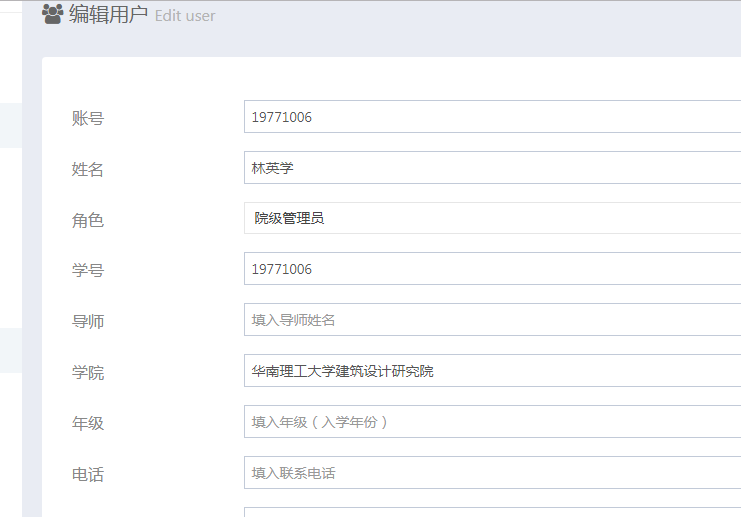 编辑用户 Edit user
账号 19771006
姓名 林英学
角色 院级管理员
学号 19771006
导师 填入导师姓名
学院 华南理工大学建筑设计研究院
年级 填入年级（入学年份）
电话 填入联系电话